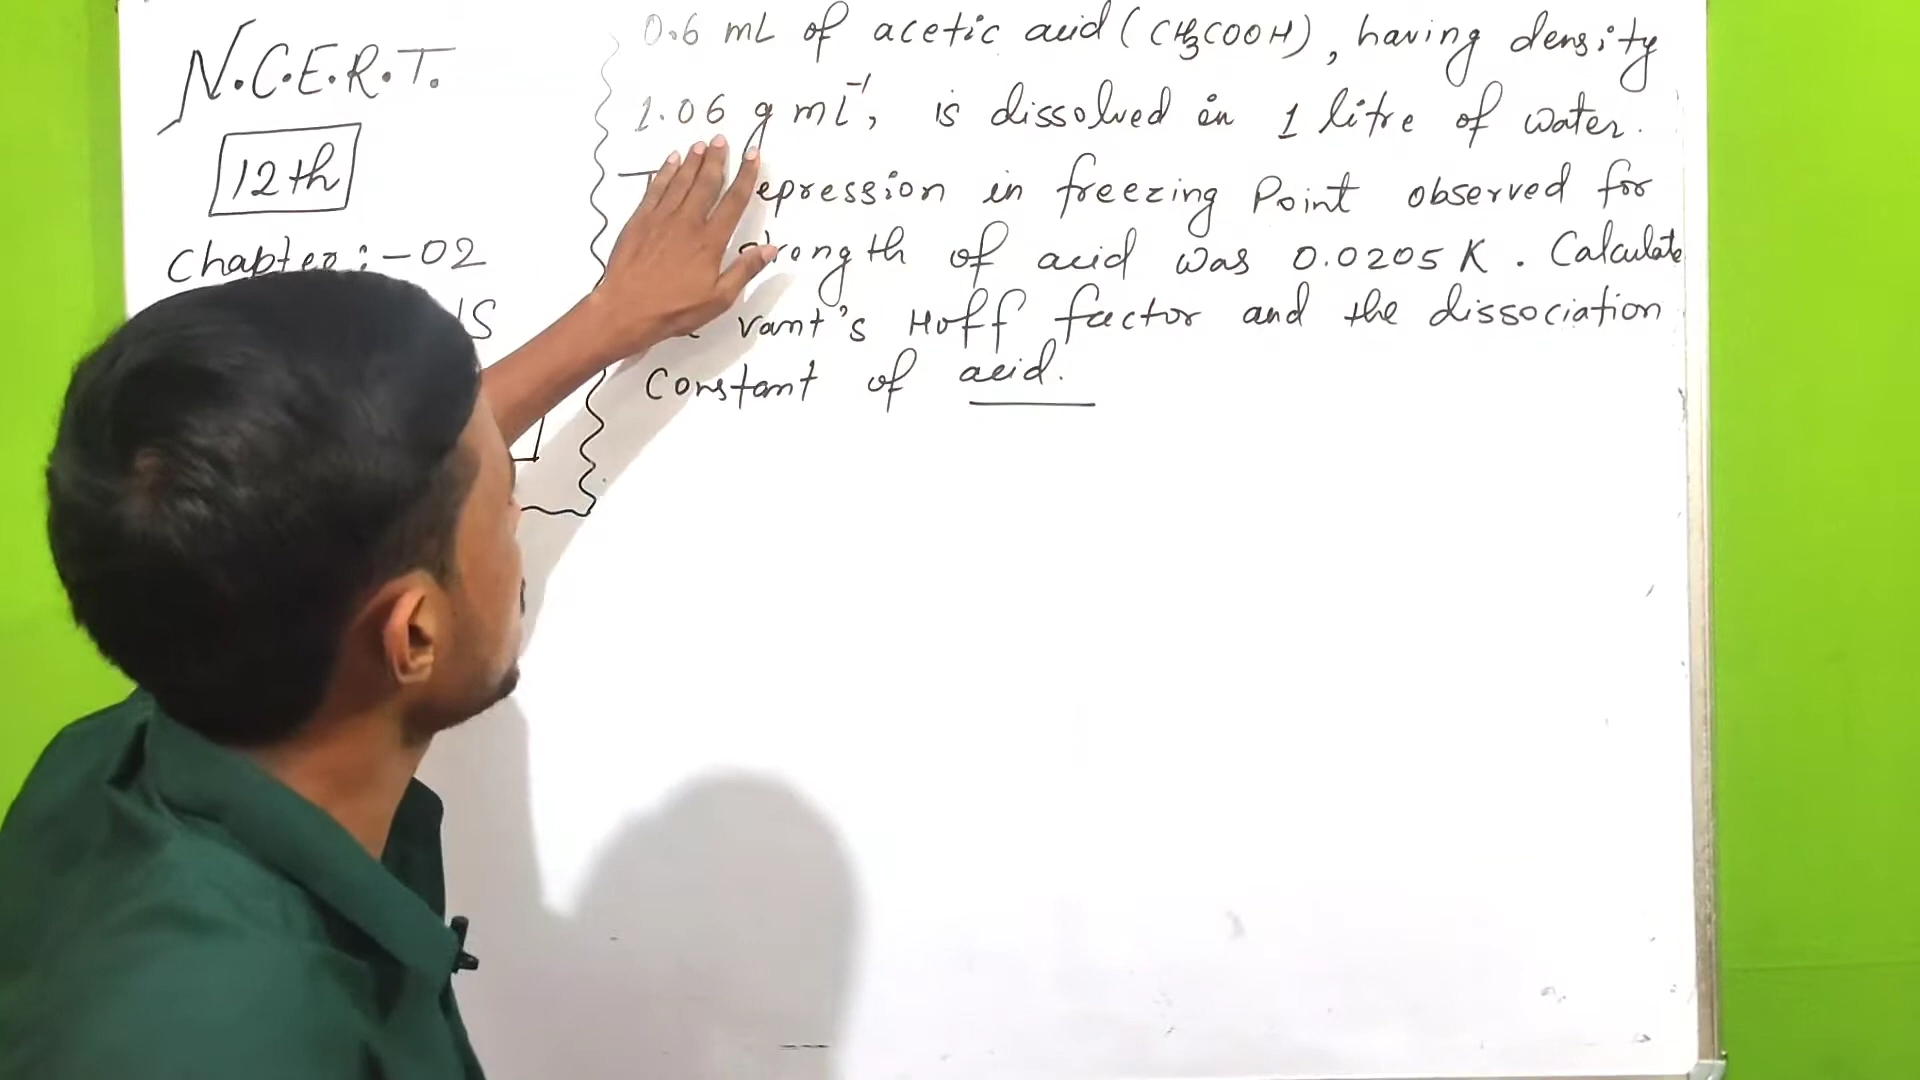 N.C.E.R.T.
12th
Chapter:-02
0.6 mL of acetic acid (CH3COOH), having density
1.06 g ml⁻¹, is dissolved in 1 litre of water.
epression in freezing Point observed for
strength of acid was 0.0205 K. Calculate
vant's Hoff factor and the dissociation
Constant of acid.